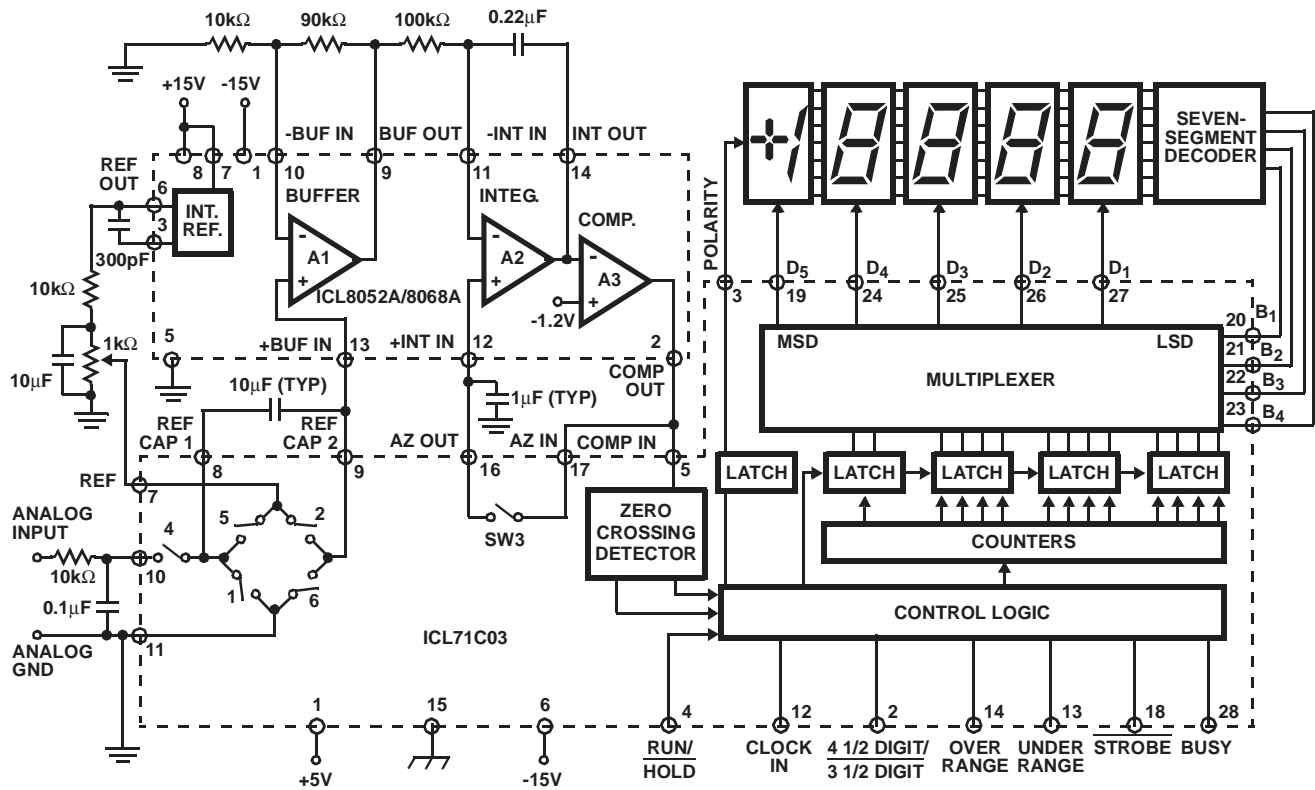 10kΩ 90kΩ 100kΩ 0.22μF
+15V -15V
-BUF IN BUF OUT -INT IN INT OUT
8 7 1 10 9 11 14
REF
OUT
6
3
INT.
REF.
300pF
BUFFER
A1
INTEG.
A2
COMP.
A3
-1.2V
ICL8052A/8068A
10kΩ
1kΩ
10μF
5
+BUF IN 13
+INT IN 12
2
COMP
OUT
10μF (TYP)
1μF (TYP)
REF
CAP 1
8
REF
CAP 2
9
AZ OUT
16
AZ IN
17
COMP IN
5
REF
7
ANALOG
INPUT
10kΩ
10
4
5 2
1 6
0.1μF
ANALOG
GND
11
SW3
ZERO
CROSSING
DETECTOR
ICL71C03
+1 8 8 8 8
SEVEN-
SEGMENT
DECODER
POLARITY
3
D5 D4 D3 D2 D1
19 24 25 26 27
MSD LSD
MULTIPLEXER
20 B1
21 B2
22 B3
23 B4
LATCH LATCH LATCH LATCH LATCH
COUNTERS
CONTROL LOGIC
1 15 6 4 12 2 14 13 18 28
+5V
-15V
RUN/
HOLD
CLOCK
IN
4 1/2 DIGIT/
3 1/2 DIGIT
OVER
RANGE
UNDER
RANGE
STROBE
BUSY